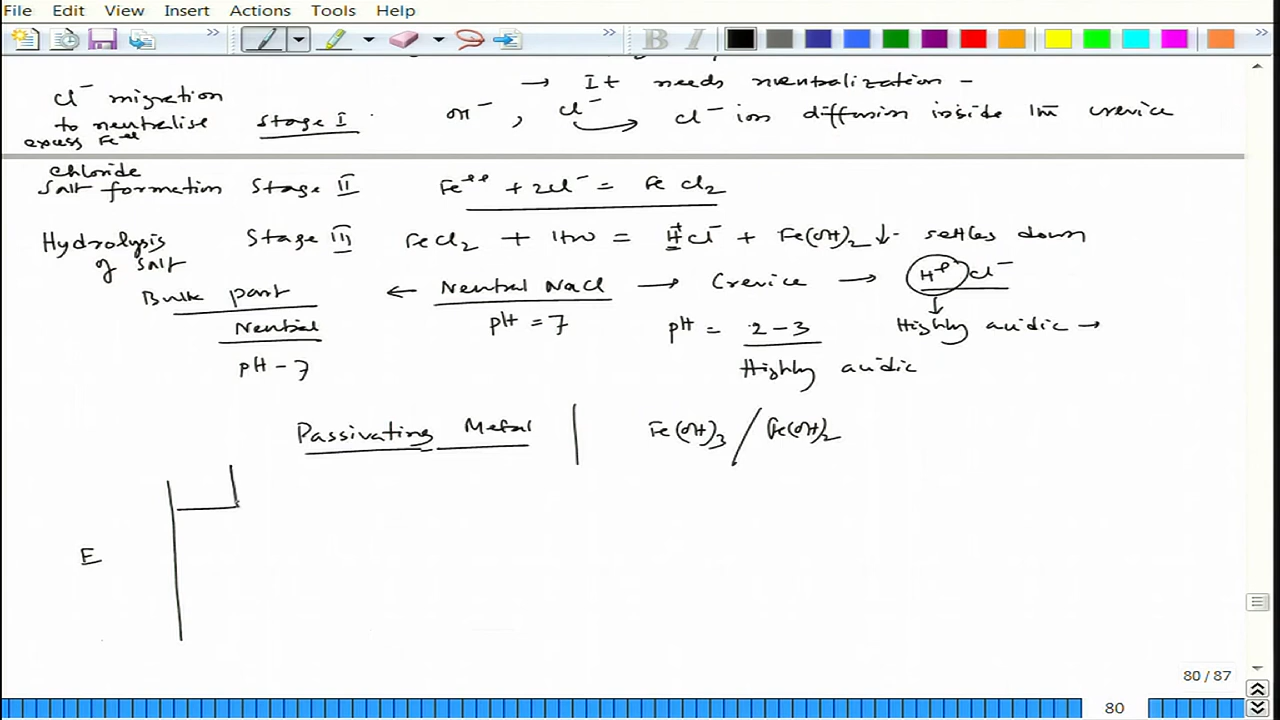 File Edit View Insert Actions Tools Help
B I
→ It needs neutralization -
Cl⁻ migration
to neutralise Stage I OH⁻, Cl⁻ → Cl⁻ ion diffusion inside the crevice
excess Fe⁺⁺
chloride
salt formation Stage II Fe⁺⁺ + 2Cl⁻ = FeCl₂
Hydrolysis Stage III FeCl₂ + H₂O = H⁺Cl⁻ + Fe(OH)₂↓ settles down
of salt
Bulk part ← Neutral NaCl → Crevice → H⁺Cl⁻
Neutral pH = 7 pH = 2-3 Highly acidic →
pH - 7 Highly acidic
Passivating Metal | Fe(OH)₃ / Fe(OH)₂
E
80 / 87
80